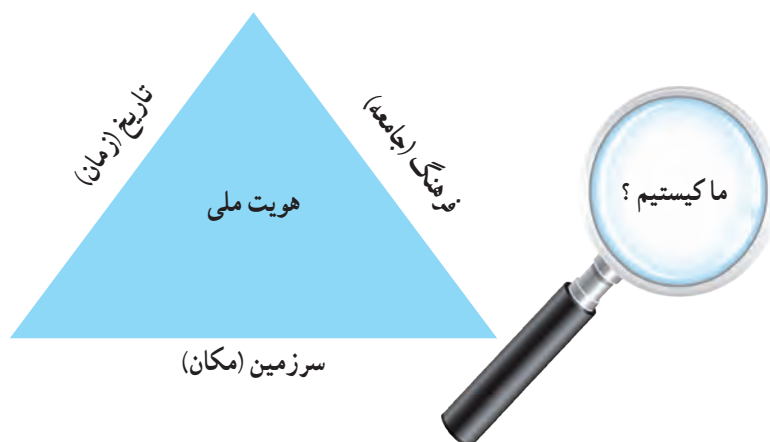 ما کیستیم ؟
فرهنگ (جامعه)
تاریخ (زمان)
هویت ملی
سرزمین (مکان)